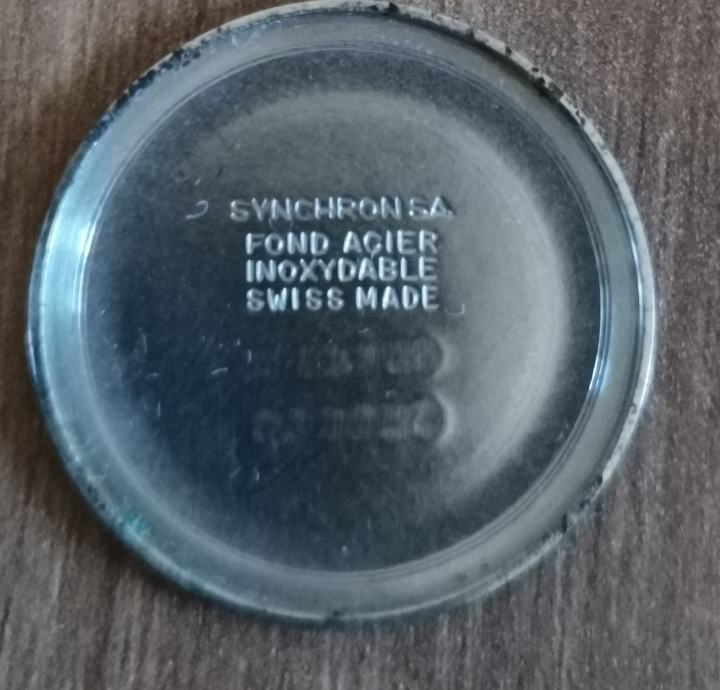 SYNCHRON SA.
FOND ACIER
INOXYDABLE
SWISS MADE